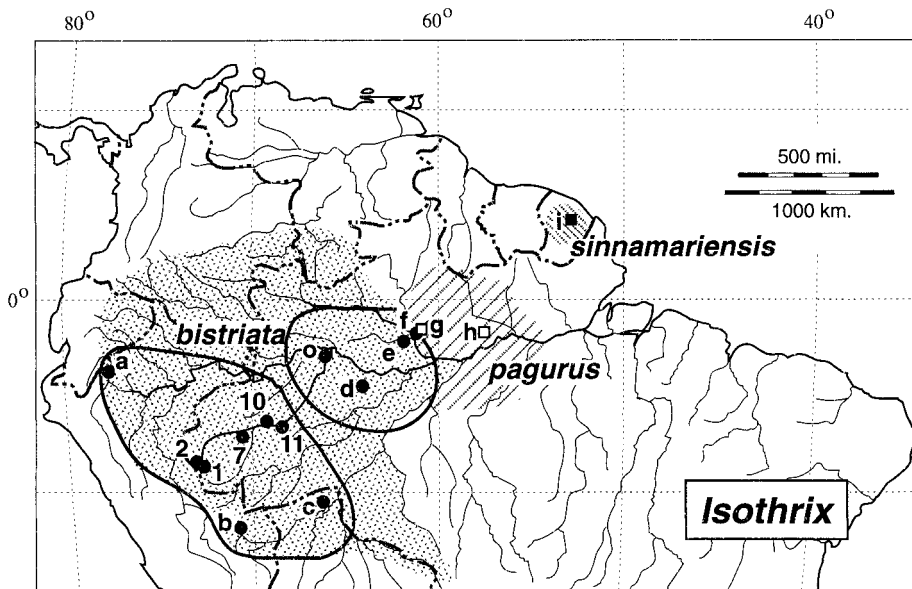 80° 60° 40°
500 mi.
1000 km.
i
sinnamariensis
0°
f
g
h
bistriata
e
o
pagurus
a
d
10
2
7
11
1
c
b
Isothrix